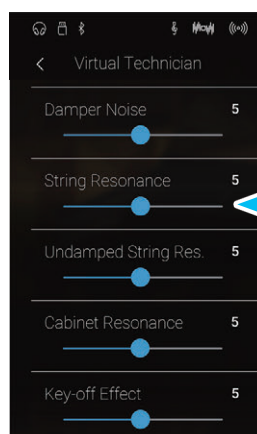 Virtual Technician
Damper Noise 5
String Resonance 5
Undamped String Res. 5
Cabinet Resonance 5
Key-off Effect 5